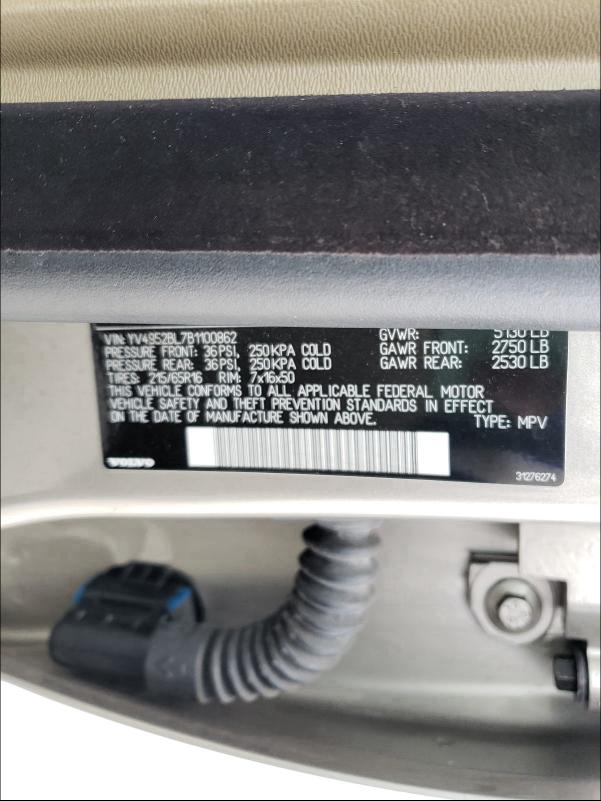 VIN: YV4952BL7B1100862
GVWR: 5130 LB
PRESSURE FRONT: 36 PSI, 250 KPA COLD
GAWR FRONT: 2750 LB
PRESSURE REAR: 36 PSI, 250 KPA COLD
GAWR REAR: 2530 LB
TIRES: 215/65R16 RIM: 7x16x50
THIS VEHICLE CONFORMS TO ALL APPLICABLE FEDERAL MOTOR
VEHICLE SAFETY AND THEFT PREVENTION STANDARDS IN EFFECT
ON THE DATE OF MANUFACTURE SHOWN ABOVE.
TYPE: MPV
VOLVO
31276274